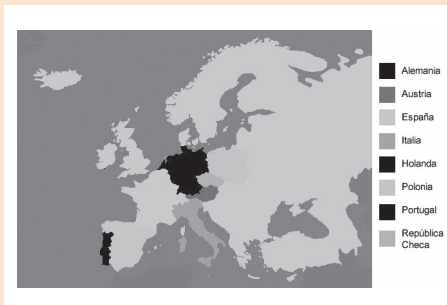 Alemania
Austria
España
Italia
Holanda
Polonia
Portugal
República
Checa